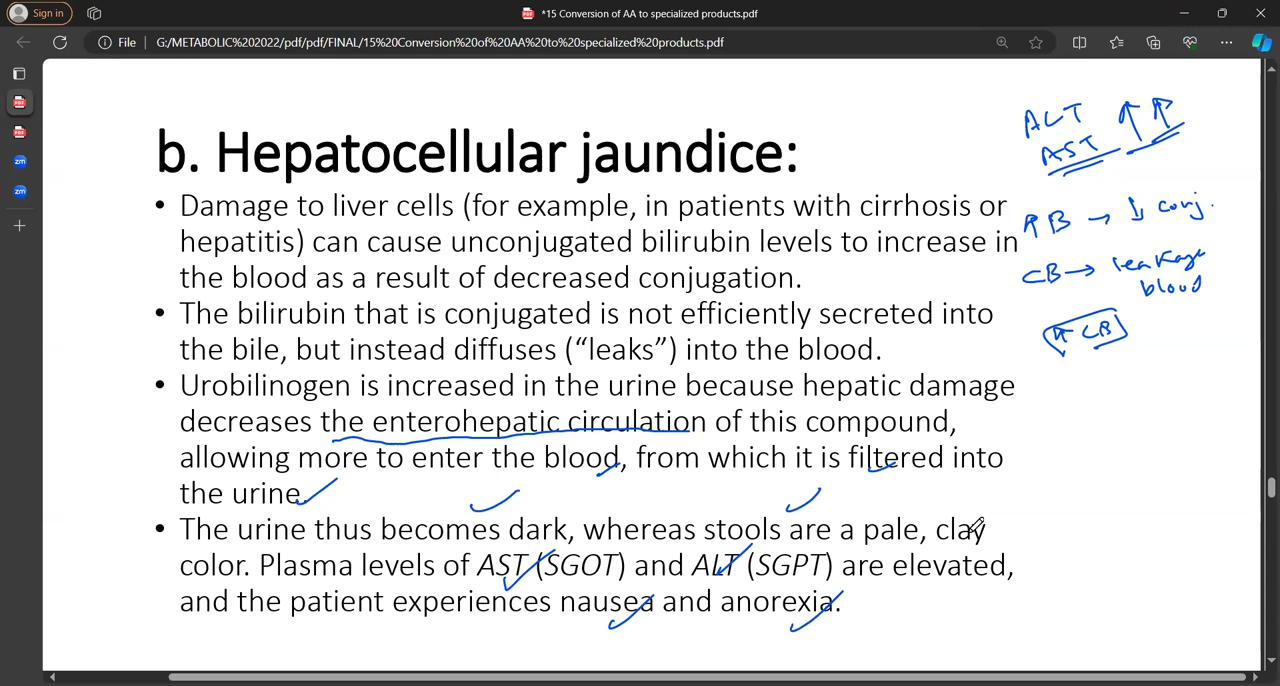 Sign in
*15 Conversion of AA to specialized products.pdf
File
G:/METABOLIC%202022/pdf/pdf/FINAL/15%20Conversion%20of%20AA%20to%20specialized%20products.pdf
b. Hepatocellular jaundice:
• Damage to liver cells (for example, in patients with cirrhosis or
hepatitis) can cause unconjugated bilirubin levels to increase in
the blood as a result of decreased conjugation.
• The bilirubin that is conjugated is not efficiently secreted into
the bile, but instead diffuses (“leaks”) into the blood.
• Urobilinogen is increased in the urine because hepatic damage
decreases the enterohepatic circulation of this compound,
allowing more to enter the blood, from which it is filtered into
the urine.
• The urine thus becomes dark, whereas stools are a pale, clay
color. Plasma levels of AST (SGOT) and ALT (SGPT) are elevated,
and the patient experiences nausea and anorexia.
ALT ↑ ↑
AST
↑ B → ↓ conj.
CB → leakage
blood
↑ CB
zm
zm